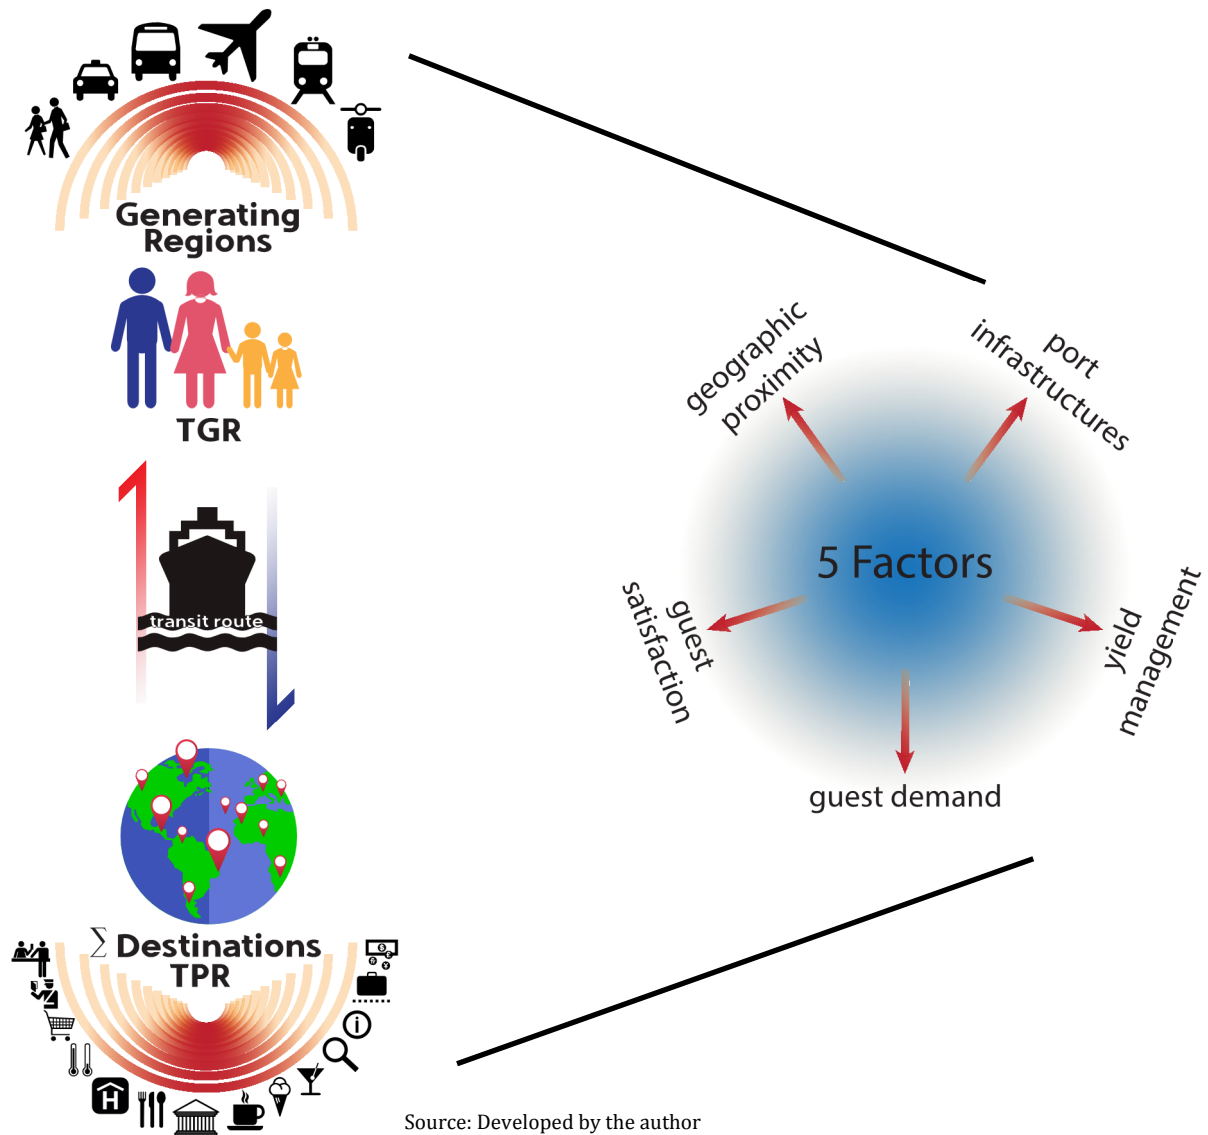 Generating
Regions
TGR
transit route
∑ Destinations
TPR
geographic
proximity
port
infrastructures
5 Factors
guest
satisfaction
yield
management
guest demand
H
i
$
£
¥
Source: Developed by the author